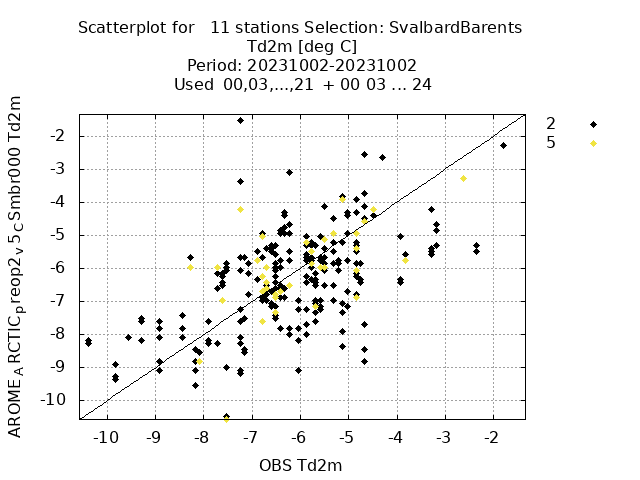 Scatterplot for   11 stations Selection: SvalbardBarents
Td2m [deg C]
Period: 20231002-20231002
Used  00,03,...,21  + 00 03 ... 24
2
5
-2
-3
-4
-5
-6
-7
-8
-9
-10
AROME_ARCTIC_preop2_v,5_CSmbr000 Td2m
-10 -9 -8 -7 -6 -5 -4 -3 -2
OBS Td2m